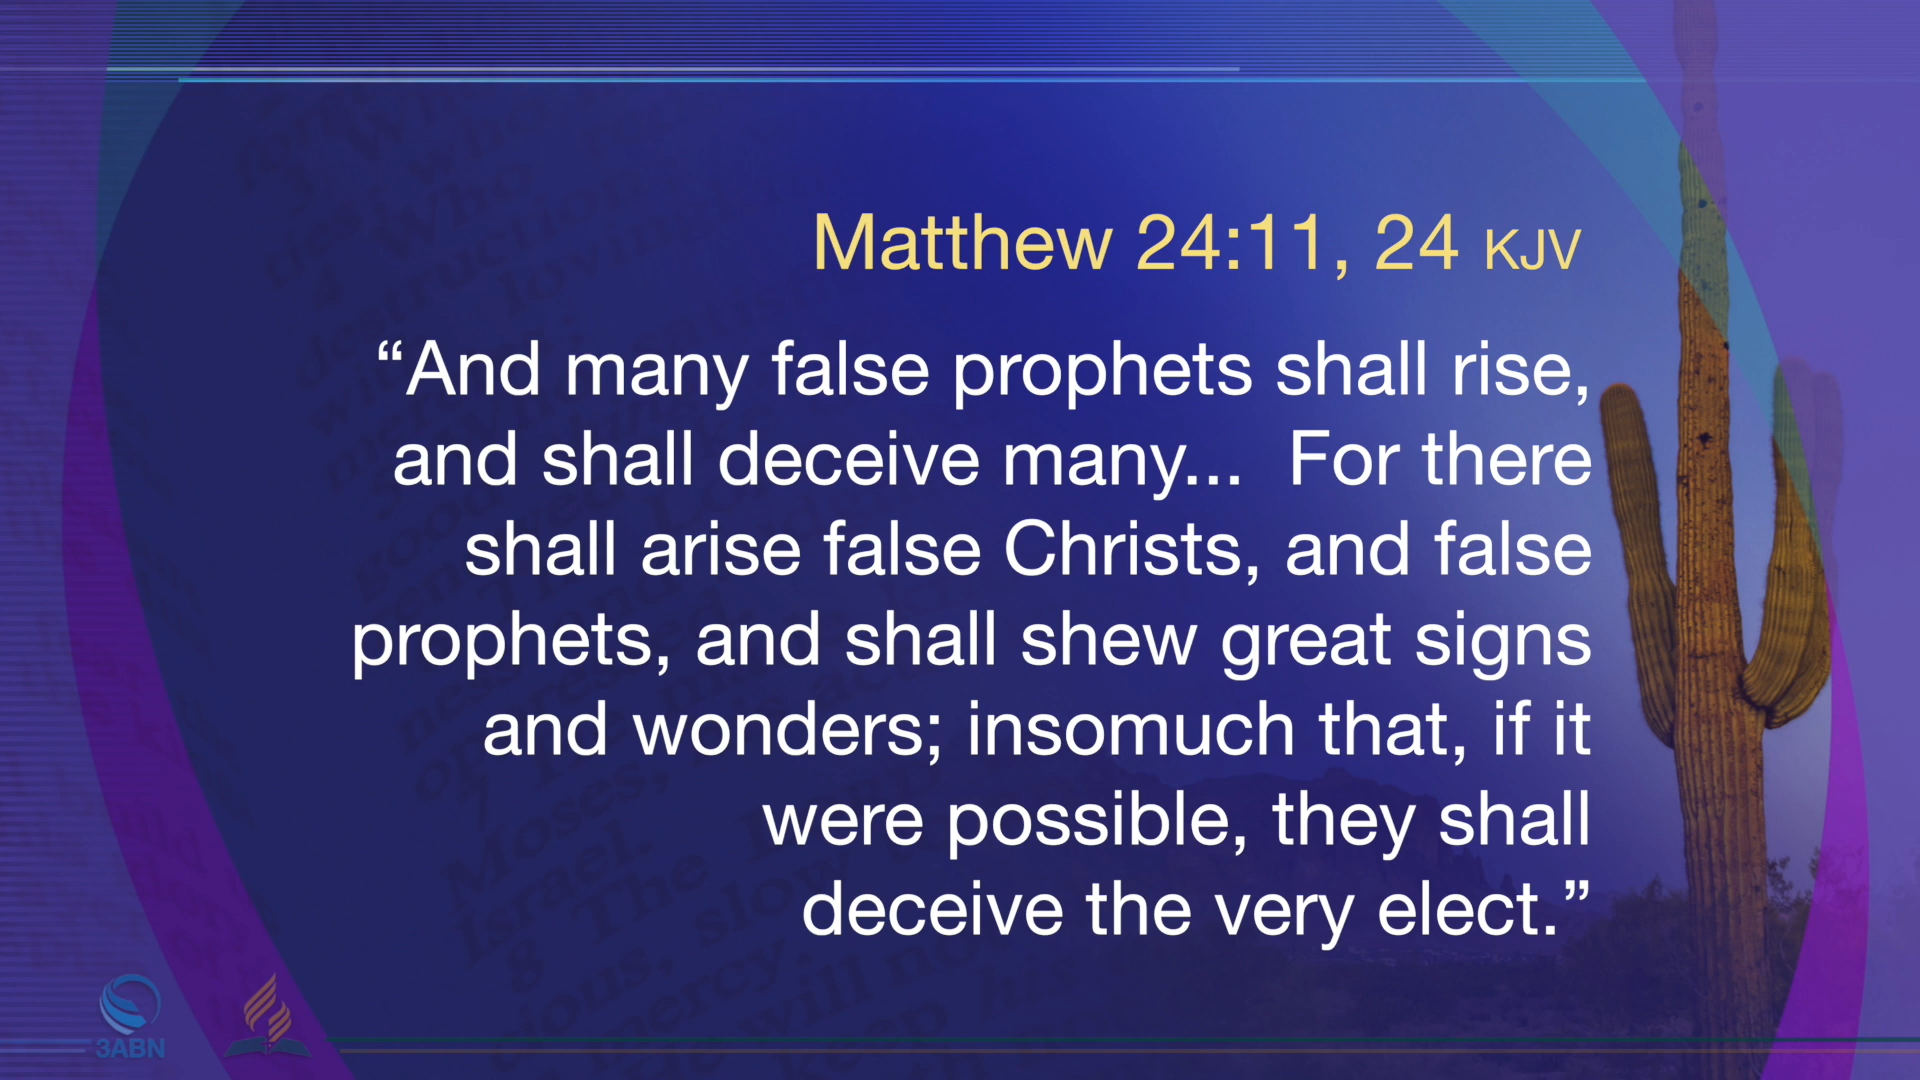 Matthew 24:11, 24 KJV
“And many false prophets shall rise,
and shall deceive many...  For there
shall arise false Christs, and false
prophets, and shall shew great signs
and wonders; insomuch that, if it
were possible, they shall
deceive the very elect.”
3ABN